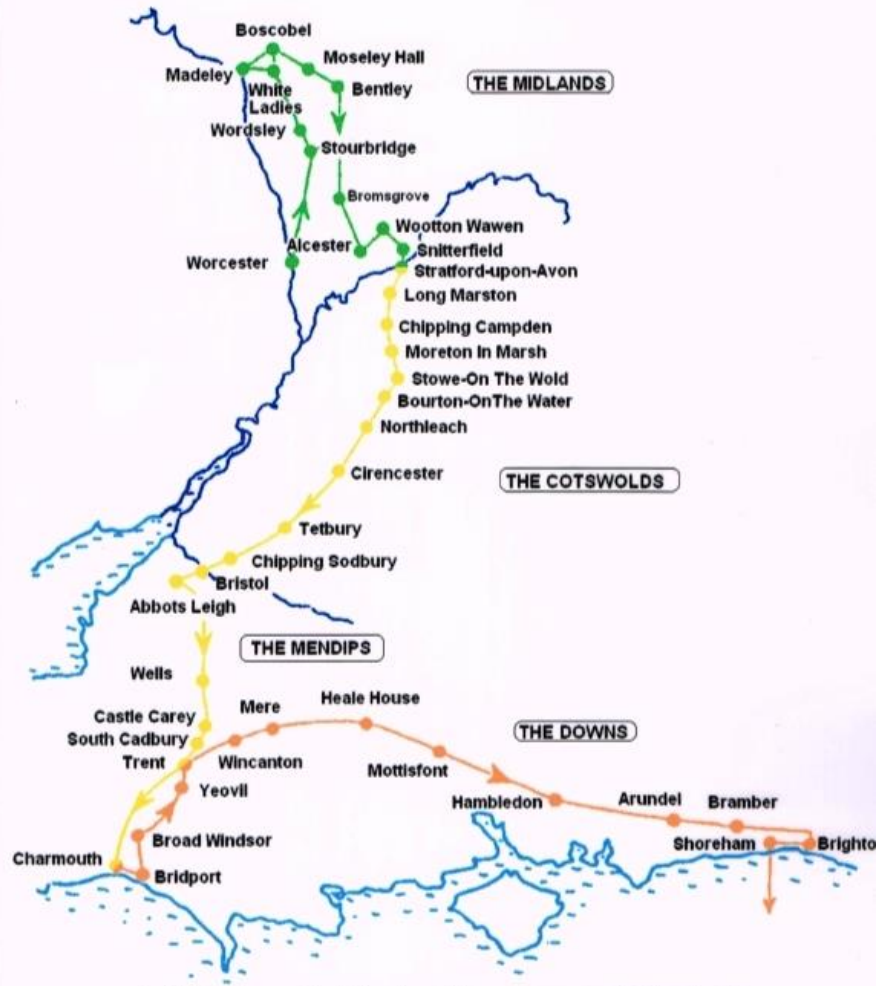 Boscobel
Moseley Hall
Madeley
THE MIDLANDS
White
Ladies
Bentley
Wordsley
Stourbridge
Bromsgrove
Wootton Wawen
Alcester
Snitterfield
Worcester
Stratford-upon-Avon
Long Marston
Chipping Campden
Moreton In Marsh
Stowe-On The Wold
Bourton-OnThe Water
Northleach
Cirencester
THE COTSWOLDS
Tetbury
Chipping Sodbury
Bristol
Abbots Leigh
THE MENDIPS
Wells
Heale House
Mere
Castle Carey
THE DOWNS
South Cadbury
Trent
Wincanton
Mottisfont
Yeovil
Hambledon
Arundel
Bramber
Broad Windsor
Shoreham
Brighto
Charmouth
Bridport